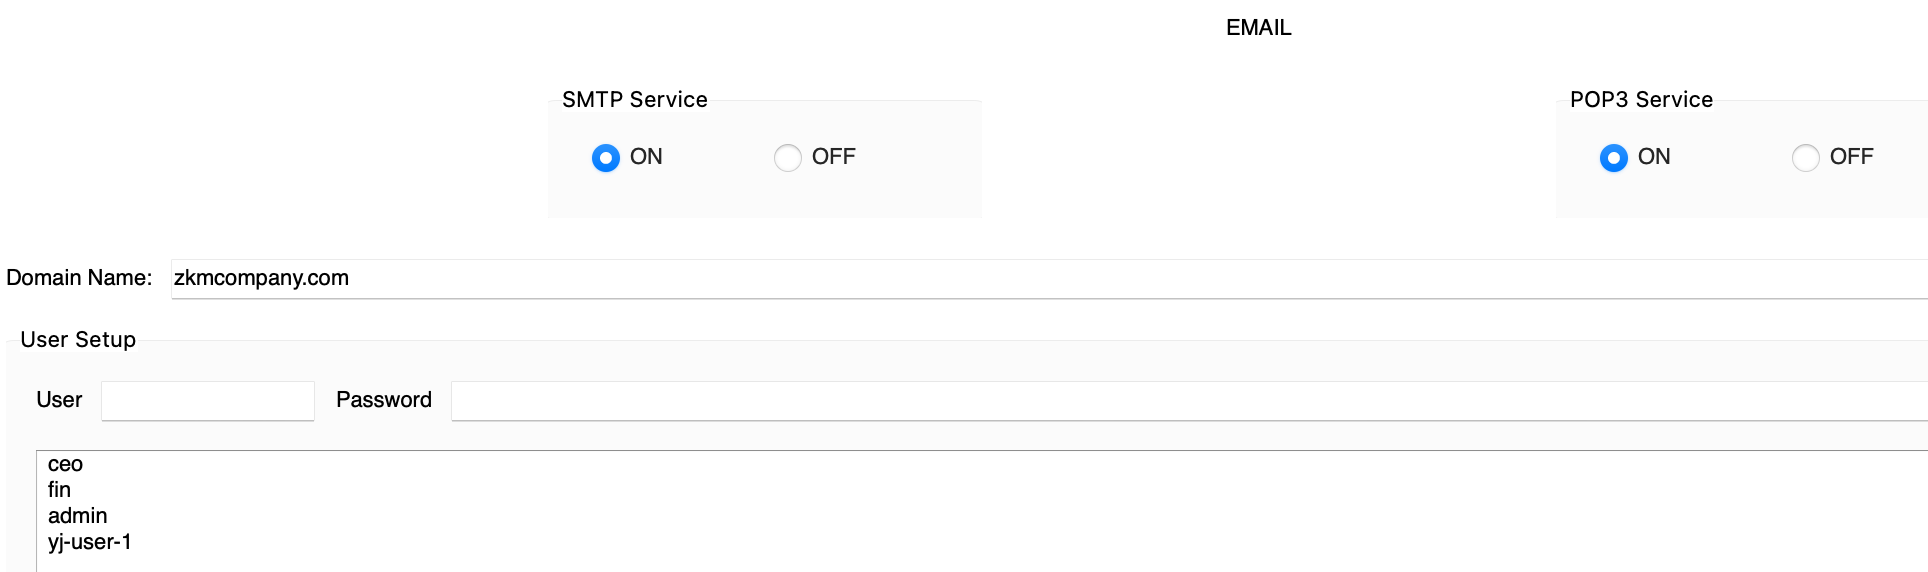 EMAIL
SMTP Service
POP3 Service
ON
OFF
ON
OFF
Domain Name: zkmcompany.com
User Setup
User
Password
ceo
fin
admin
yj-user-1